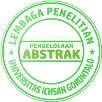 LEMBAGA PENELITIAN
PENGELOLAAN
ABSTRAK
UNIVERSITAS ICHSAN GORONTALO